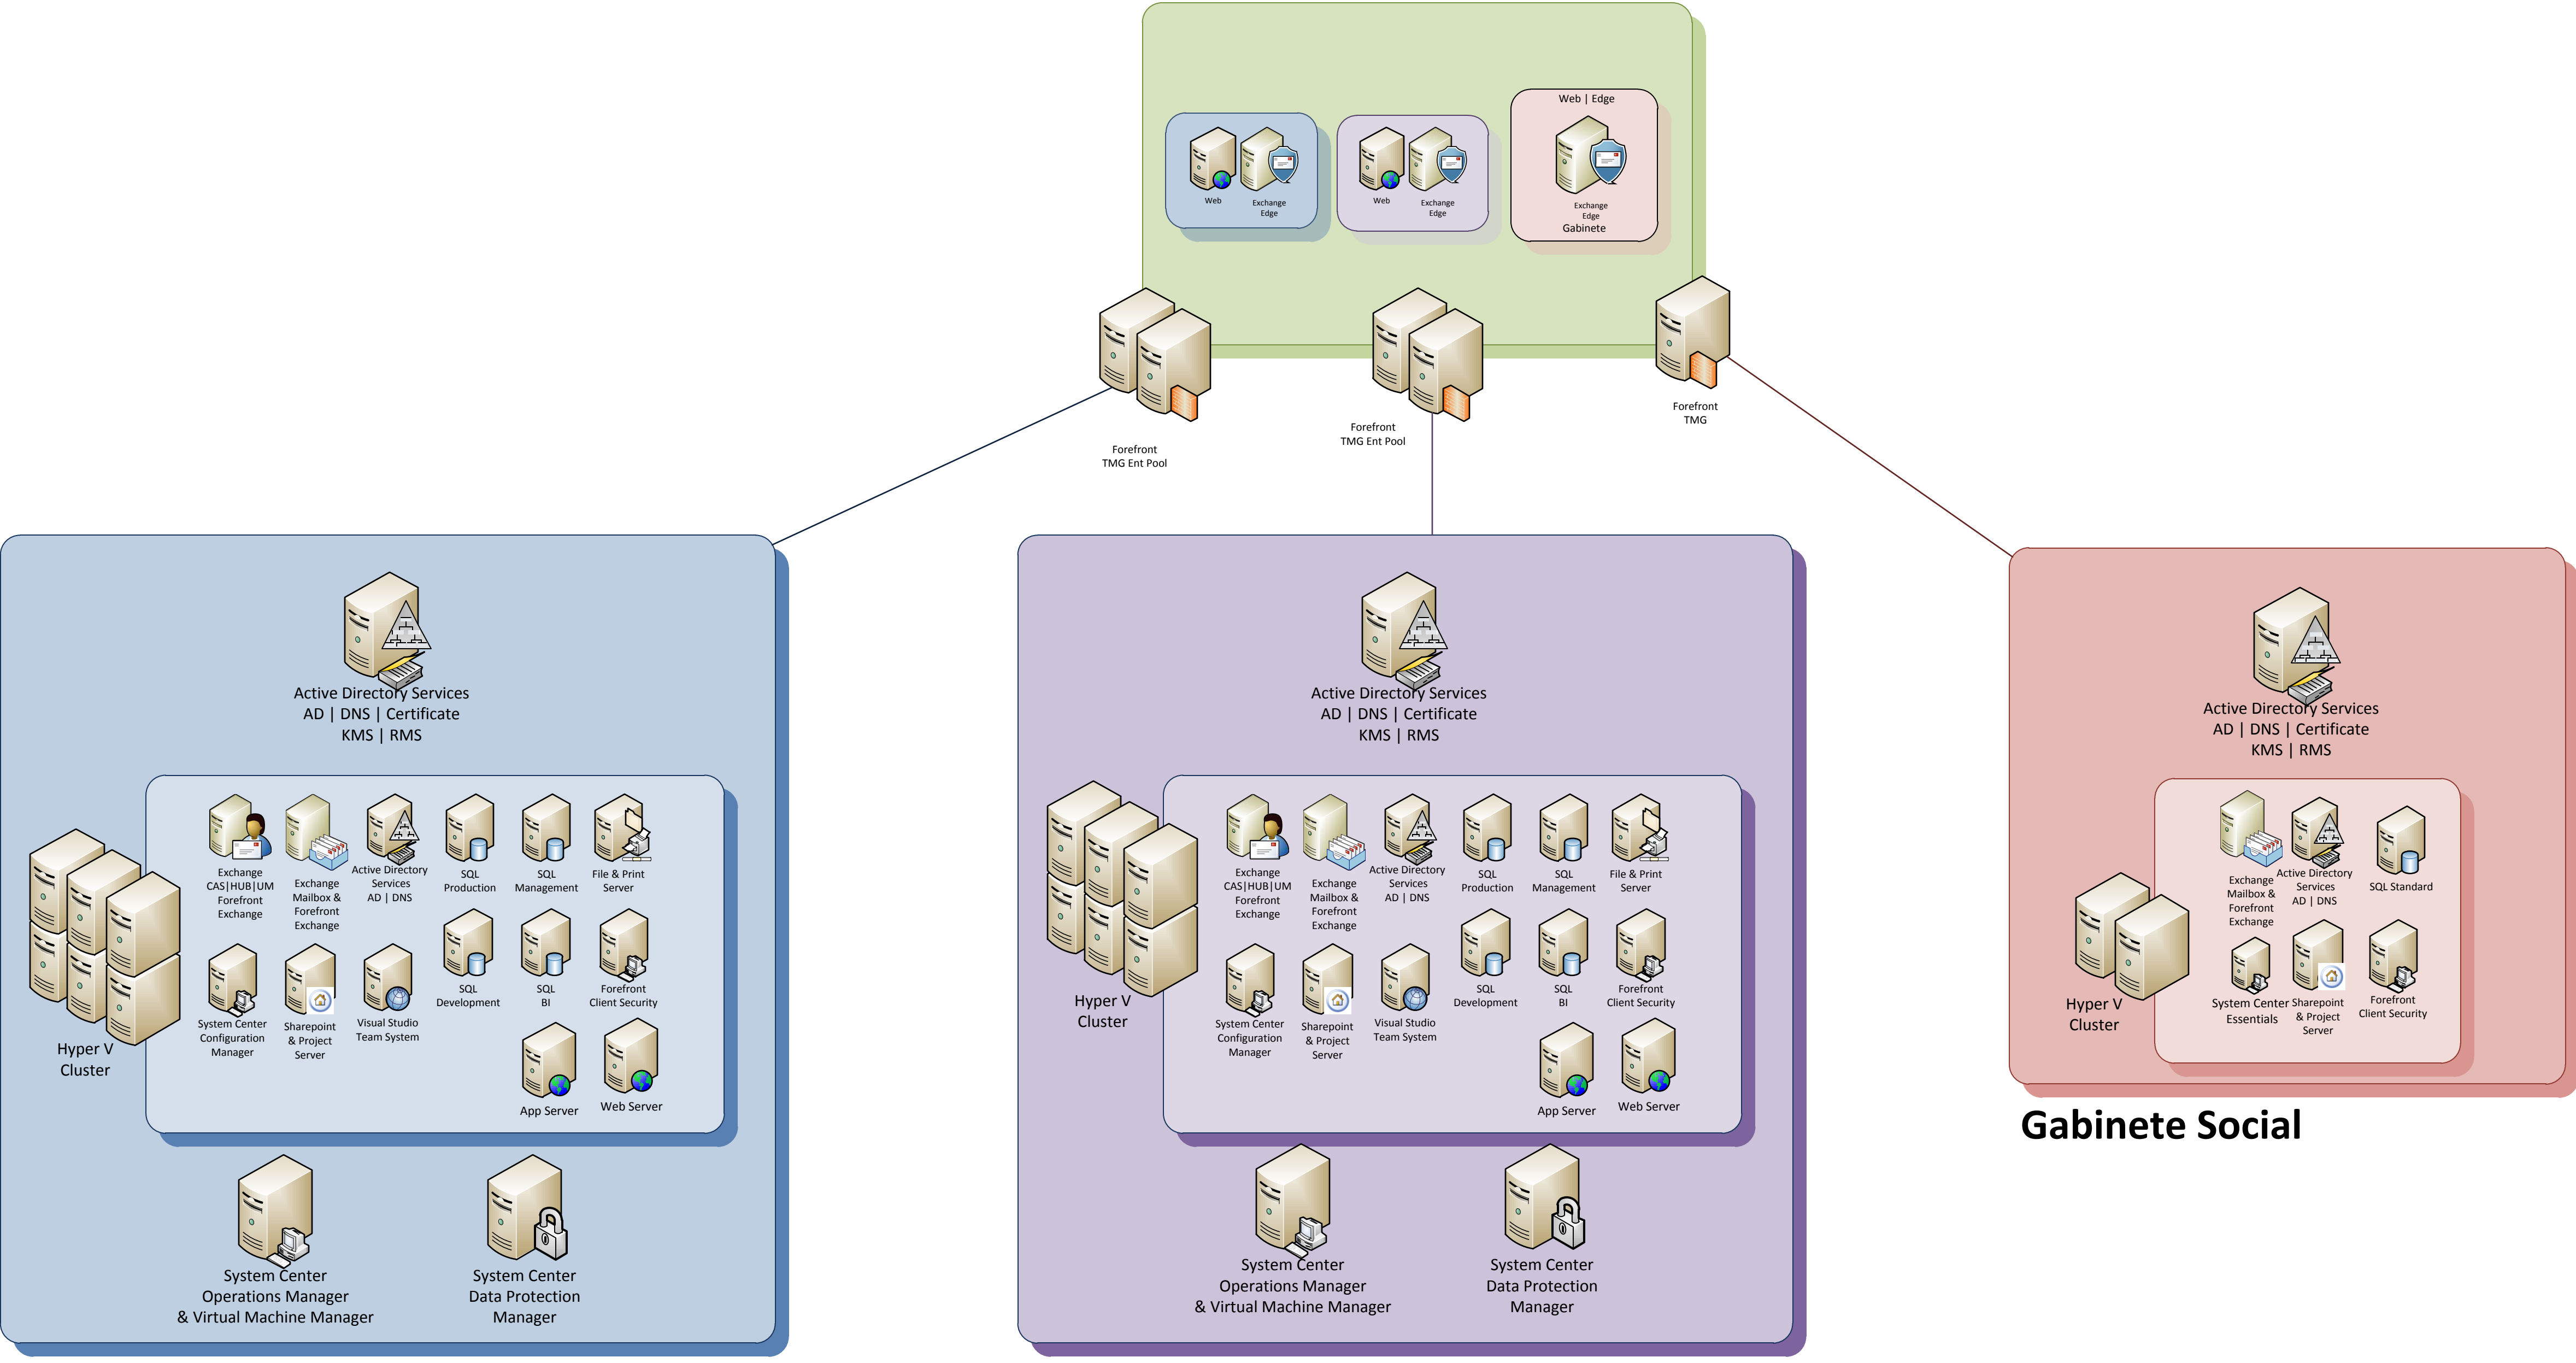 Web | Edge
Web
Exchange
Edge
Web
Exchange
Edge
Exchange
Edge
Gabinete
Forefront
TMG Ent Pool
Forefront
TMG Ent Pool
Forefront
TMG
Active Directory Services
AD | DNS | Certificate
KMS | RMS
Hyper V
Cluster
Exchange
CAS|HUB|UM
Forefront
Exchange
Exchange
Mailbox &
Forefront
Exchange
Active Directory
Services
AD | DNS
SQL
Production
SQL
Management
File & Print
Server
System Center
Configuration
Manager
Sharepoint
& Project
Server
Visual Studio
Team System
SQL
Development
SQL
BI
Forefront
Client Security
App Server
Web Server
System Center
Operations Manager
& Virtual Machine Manager
System Center
Data Protection
Manager
Active Directory Services
AD | DNS | Certificate
KMS | RMS
Hyper V
Cluster
Exchange
CAS|HUB|UM
Forefront
Exchange
Exchange
Mailbox &
Forefront
Exchange
Active Directory
Services
AD | DNS
SQL
Production
SQL
Management
File & Print
Server
System Center
Configuration
Manager
Sharepoint
& Project
Server
Visual Studio
Team System
SQL
Development
SQL
BI
Forefront
Client Security
App Server
Web Server
System Center
Operations Manager
& Virtual Machine Manager
System Center
Data Protection
Manager
Active Directory Services
AD | DNS | Certificate
KMS | RMS
Hyper V
Cluster
Exchange
Mailbox &
Forefront
Exchange
Active Directory
Services
AD | DNS
SQL Standard
System Center
Essentials
Sharepoint
& Project
Server
Forefront
Client Security
Gabinete Social